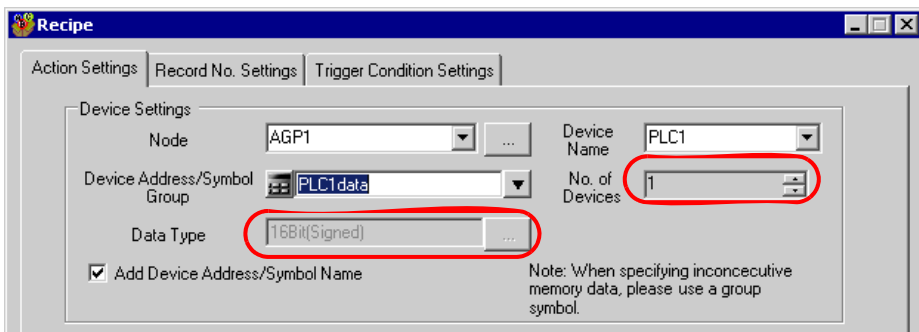 Recipe
Action Settings Record No. Settings Trigger Condition Settings
Device Settings
Node AGP1 ... Device Name PLC1
Device Address/Symbol Group PLC1data No. of Devices 1
Data Type 16Bit(Signed) ...
Add Device Address/Symbol Name
Note: When specifying inconcecutive
memory data, please use a group
symbol.